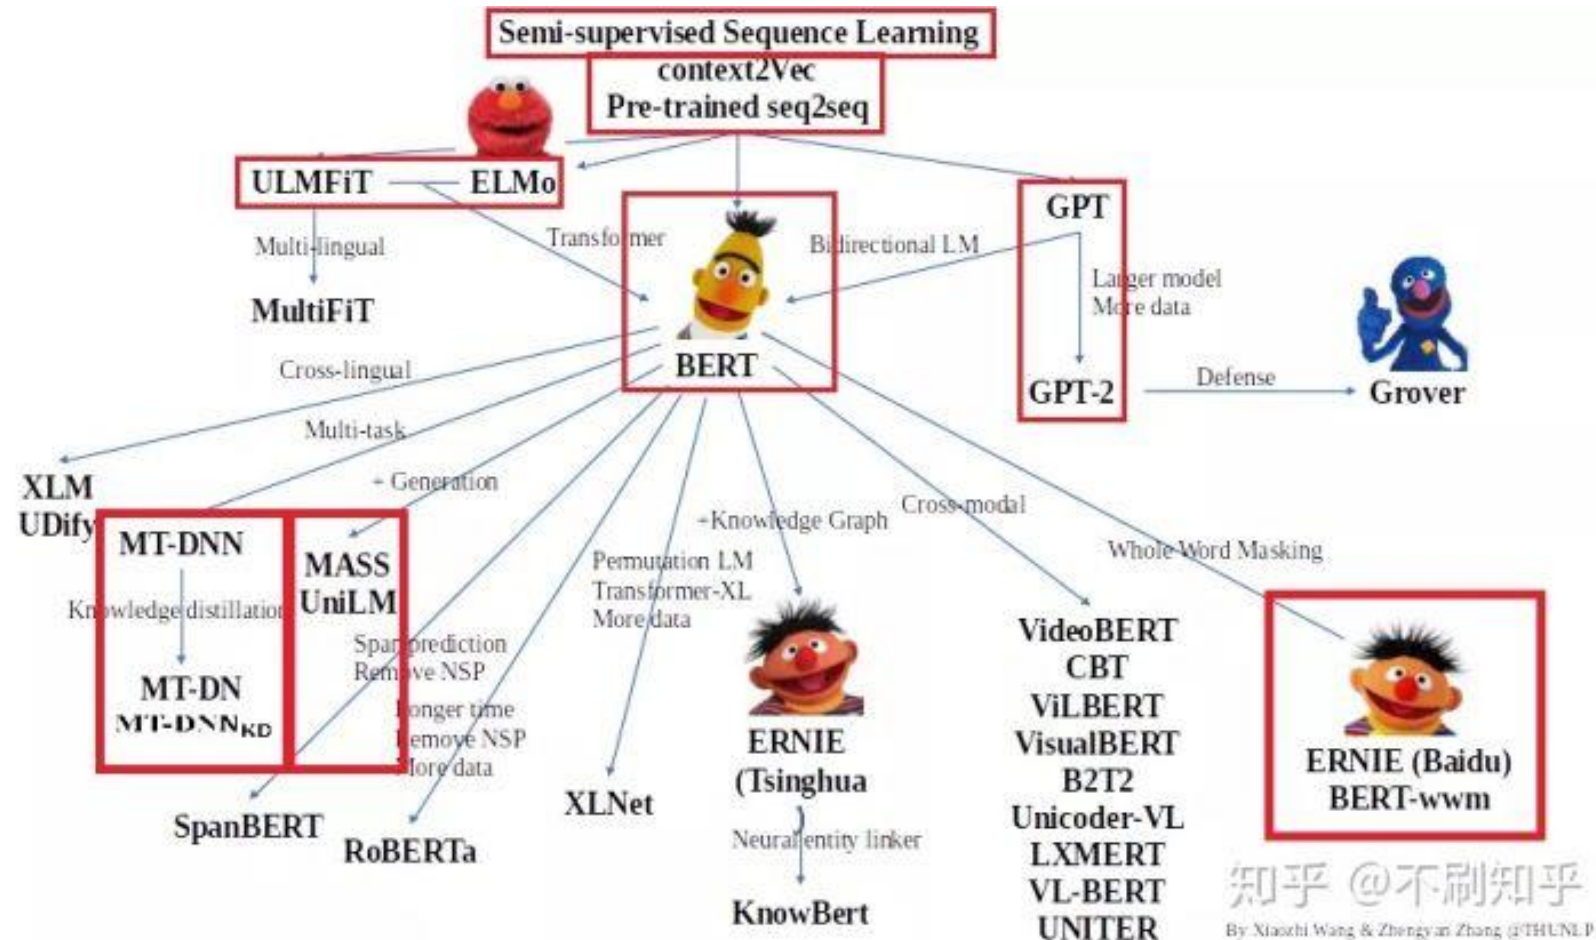 Semi-supervised Sequence Learning
context2Vec
Pre-trained seq2seq
ULMFiT
ELMo
GPT
Multi-lingual
Transformer
Bidirectional LM
Larger model
More data
MultiFiT
BERT
GPT-2
Defense
Grover
Cross-lingual
Multi-task
+ Generation
XLM
UDify
MT-DNN
Knowledge distillation
MT-DN
MT-DNN KD
MASS
UniLM
Span prediction
Remove NSP
Longer time
Remove NSP
More data
Permutation LM
Transformer-XL
More data
+Knowledge Graph
Cross-modal
Whole Word Masking
SpanBERT
RoBERTa
XLNet
ERNIE
(Tsinghua
Neural entity linker
KnowBert
VideoBERT
CBT
ViLBERT
VisualBERT
B2T2
Unicoder-VL
LXMERT
VL-BERT
UNITER
ERNIE (Baidu)
BERT-wwm
知乎 @不刷知乎
By Xiaozhi Wang & Zhengyan Zhang @THUNLP